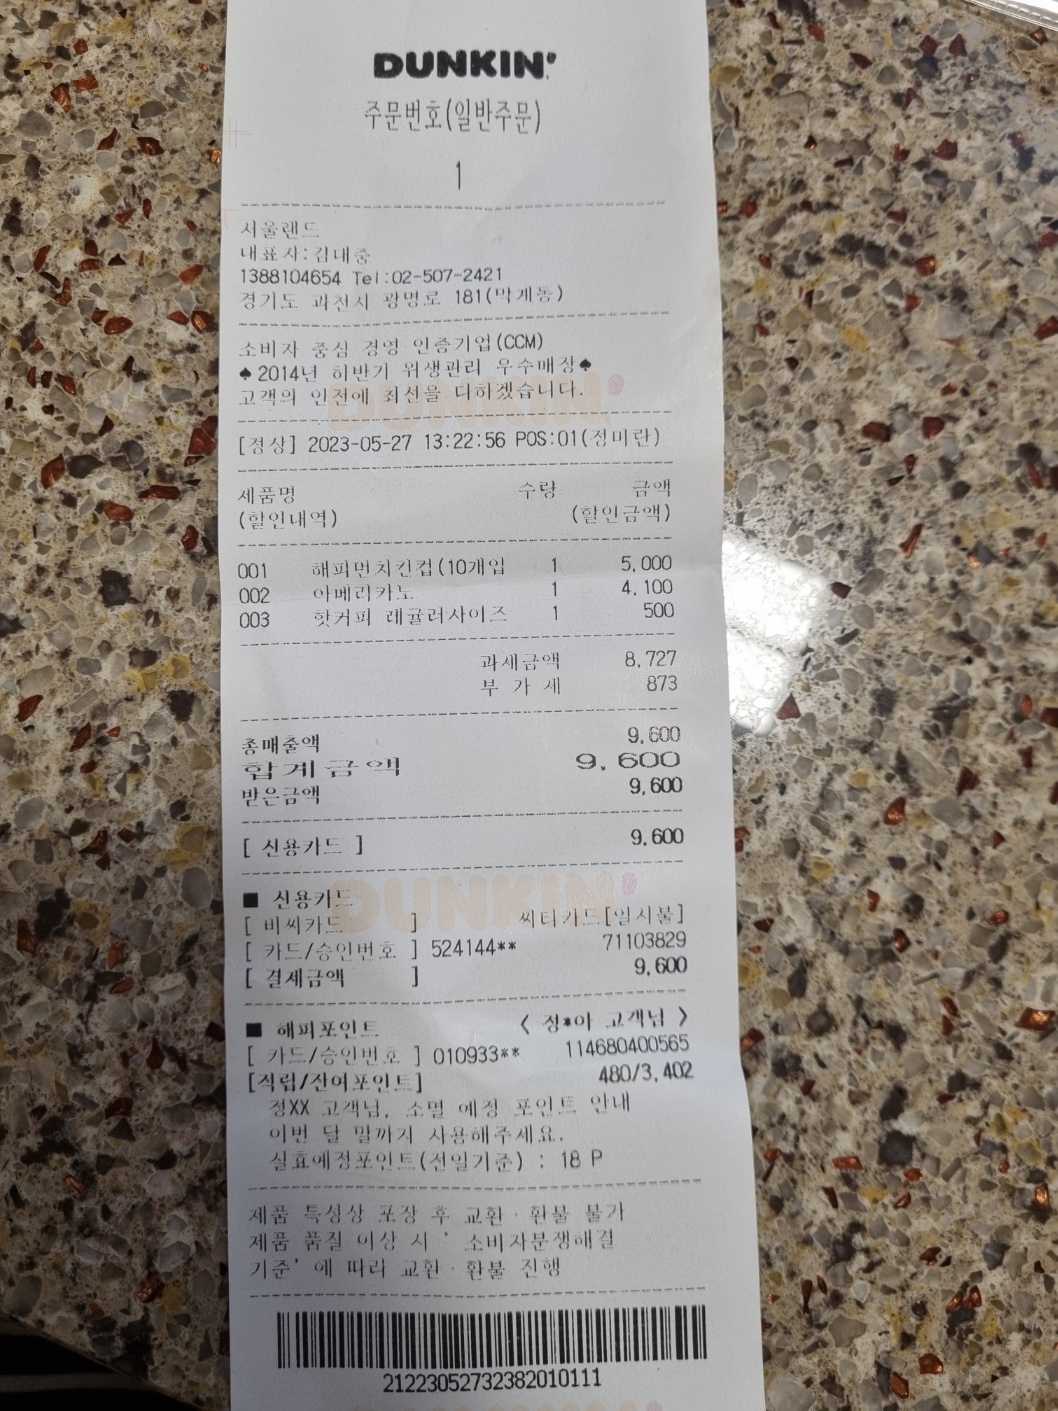 DUNKIN'
주문번호(일반주문)
1
서울랜드
대표자:김대중
1388104654 Tel:02-507-2421
경기도 과천시 광명로 181(막계동)
소비자 중심 경영 인증기업(CCM)
♠2014년 하반기 위생관리 우수매장♠
고객의 안전에 최선을 다하겠습니다.
[정상] 2023-05-27 13:22:56 POS:01(정미란)
제품명 수량 금액
(할인내역) (할인금액)
001 해피먼치킨컵(10개입 1 5,000
002 아메리카노 1 4,100
003 핫커피 레귤러사이즈 1 500
과세금액 8,727
부 가 세 873
총매출액 9,600
합계금액 9,600
받은금액 9,600
[ 신용카드 ] 9,600
■ 신용카드
[ 비씨카드 ] 씨티카드[일시불]
[ 카드/승인번호 ] 524144** 71103829
[ 결제금액 ] 9,600
■ 해피포인트 < 정*아 고객님 >
[ 카드/승인번호 ] 010933** 114680400565
[적립/잔여포인트] 480/3,402
정XX 고객님, 소멸 예정 포인트 안내
이번 달 말까지 사용해주세요.
실효예정포인트(전일기준) : 18 P
제품 특성상 포장 후 교환·환불 불가
제품 품질 이상 시 ' 소비자분쟁해결
기준' 에 따라 교환·환불 진행
21223052732382010111